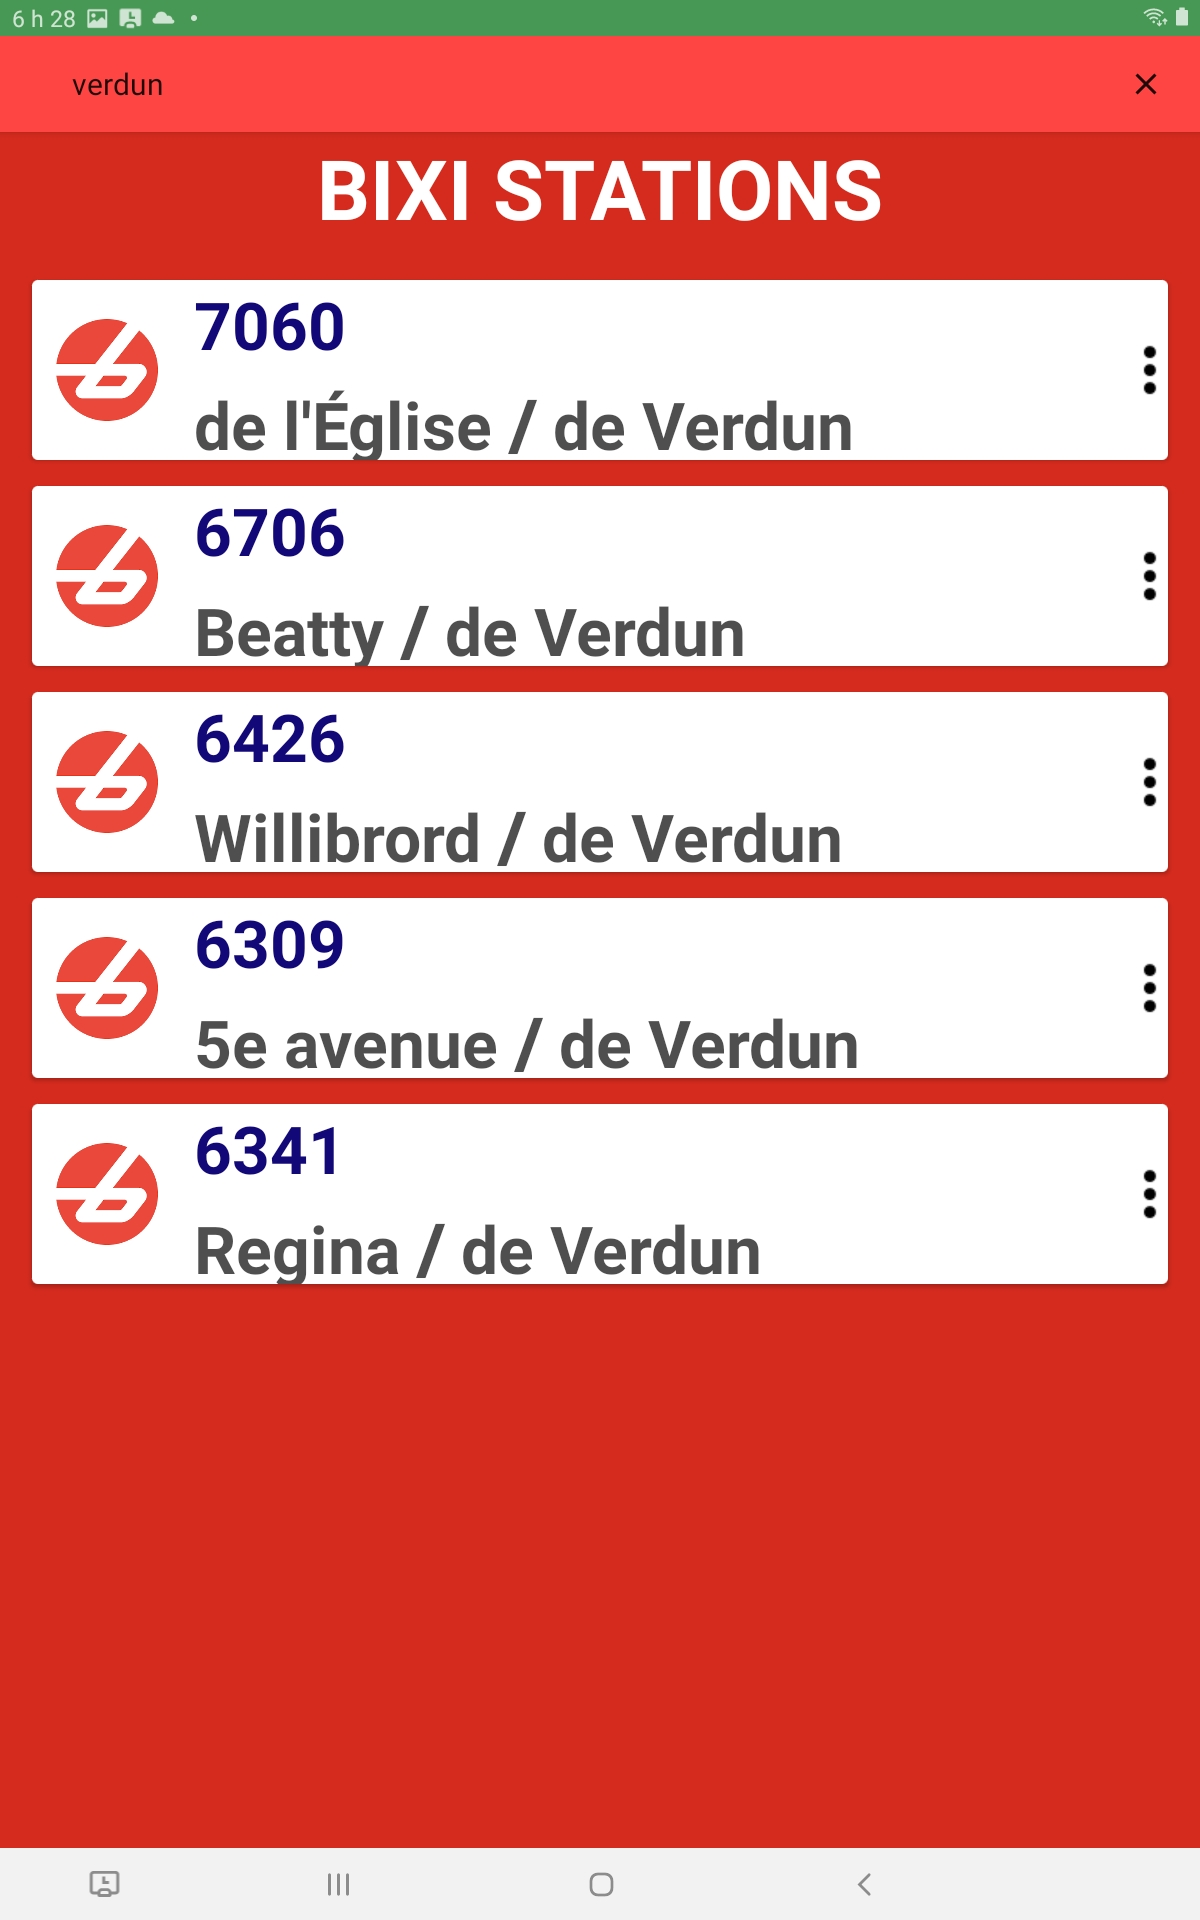 6 h 28
verdun
BIXI STATIONS
7060
de l'Église / de Verdun
6706
Beatty / de Verdun
6426
Willibrord / de Verdun
6309
5e avenue / de Verdun
6341
Regina / de Verdun